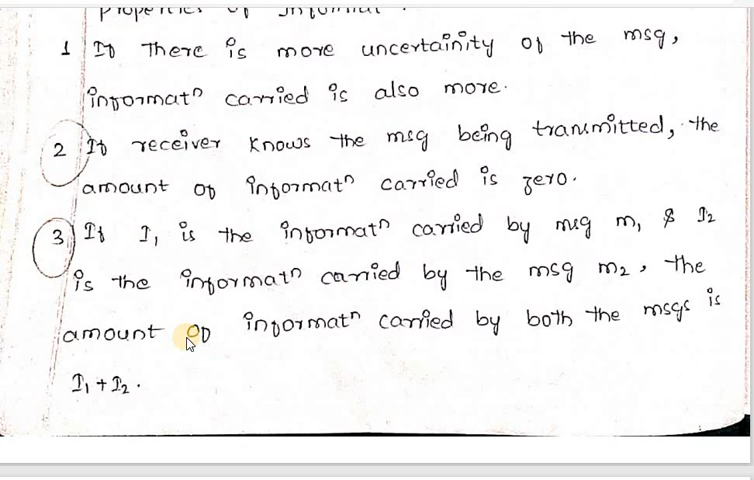 properties of Informatⁿ :
1 If There is more uncertainity of the msg,
informatⁿ carried is also more.
2 If receiver knows the msg being transmitted, the
amount of informatⁿ carried is zero.
3 If I₁ is the informatⁿ carried by msg m₁ & I₂
is the informatⁿ carried by the msg m₂, the
amount of informatⁿ carried by both the msgs is
I₁ + I₂.